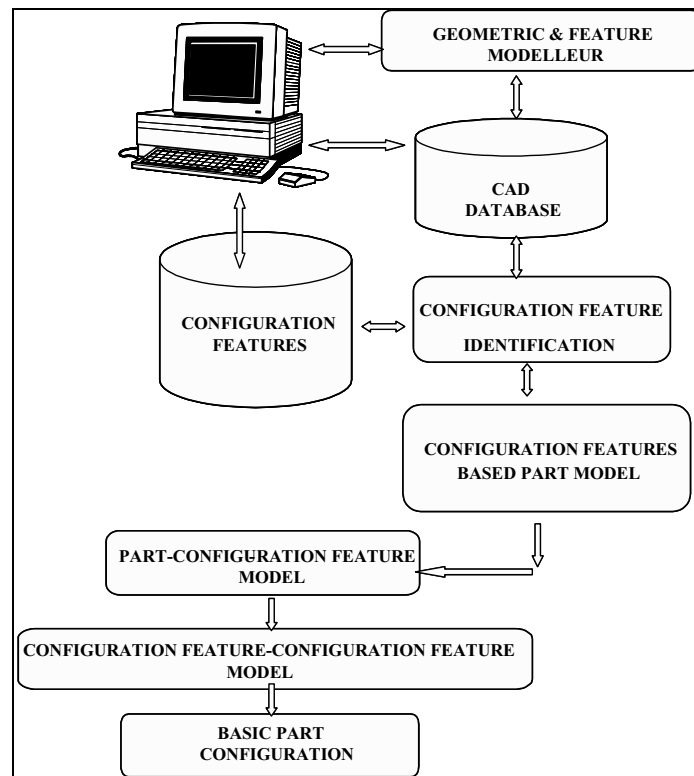 GEOMETRIC & FEATURE
MODELLEUR
CAD
DATABASE
CONFIGURATION
FEATURES
CONFIGURATION FEATURE
IDENTIFICATION
CONFIGURATION FEATURES
BASED PART MODEL
PART-CONFIGURATION FEATURE
MODEL
CONFIGURATION FEATURE-CONFIGURATION FEATURE
MODEL
BASIC PART
CONFIGURATION